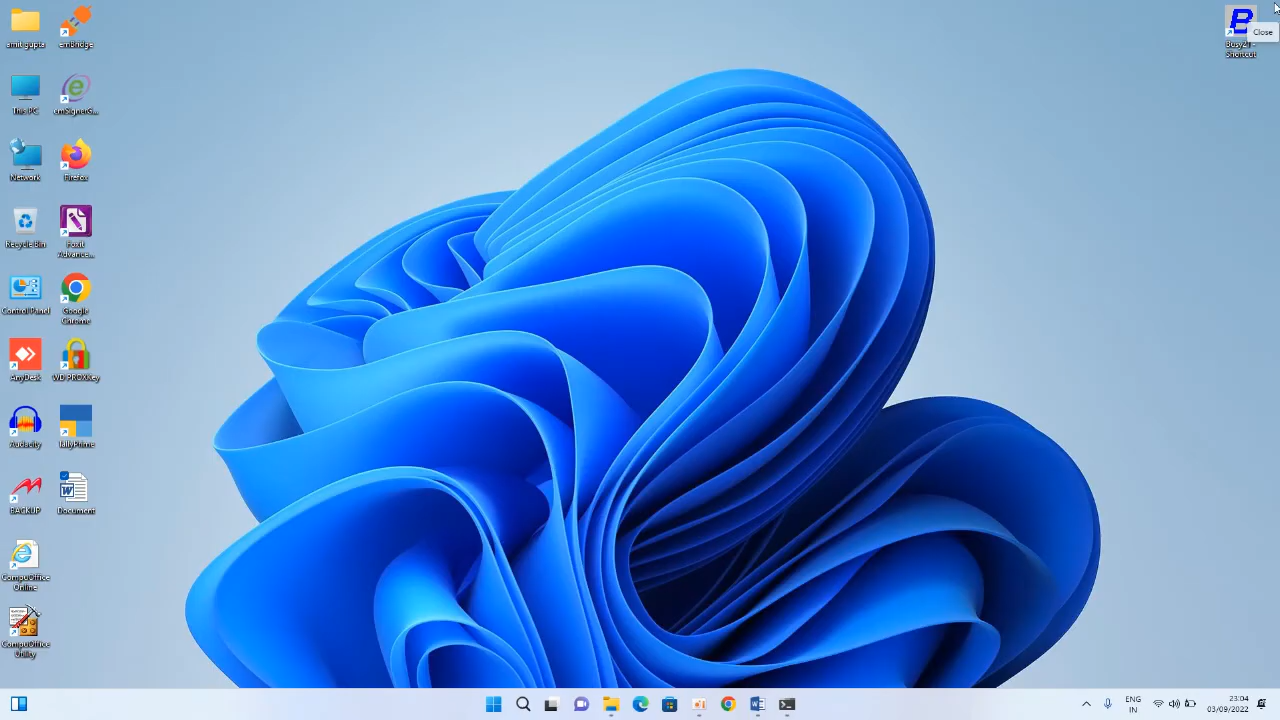 amit gupta
emBridge
This PC
emSignerG...
Network
Firefox
Recycle Bin
Foxit
Advance...
Control Panel
Google
Chrome
AnyDesk
WD PROXKey
Audacity
TallyPrime
BACKUP
Document
CompuOffice
Online
CompuOffice
Utility
Busy21 -
Shortcut
Close
ENG
IN
23:04
03/09/2022